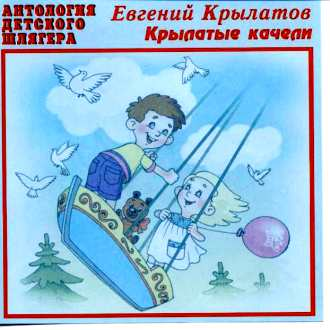 АНТОЛОГИЯ
ДЕТСКОГО
ШЛЯГЕРА
Евгений Крылатов
Крылатые качели